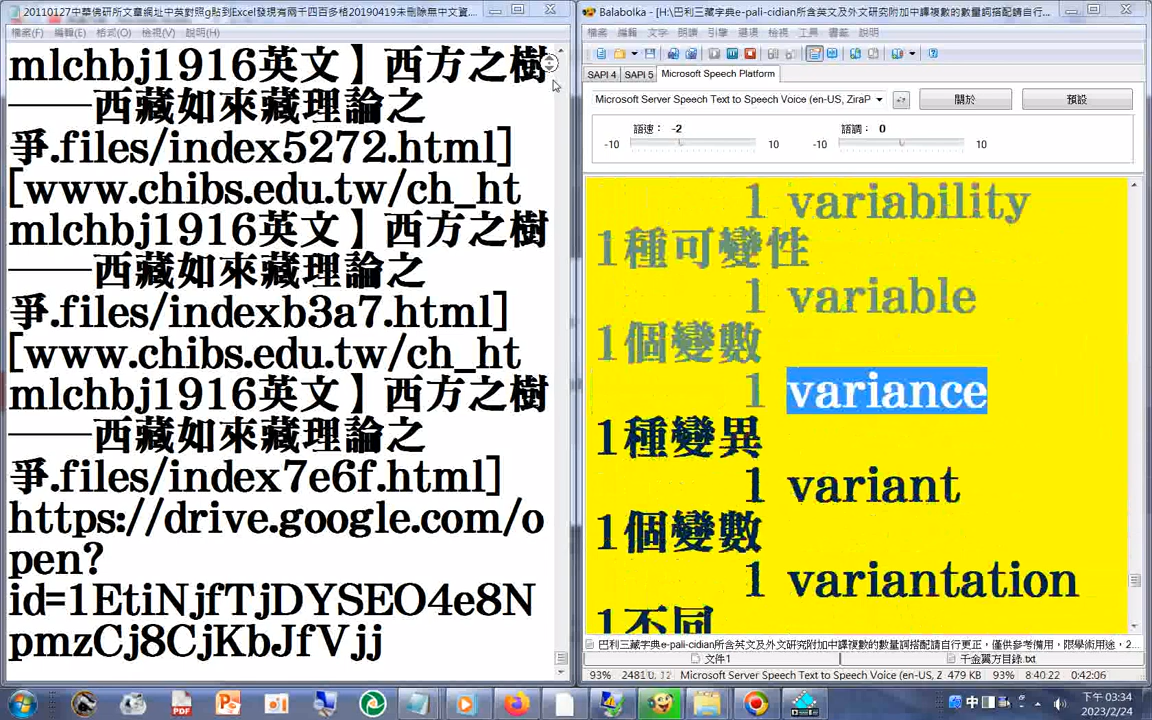 20110127中華佛研所文章網址中英對照g貼到Excel發現有兩千四百多格20190419未刪除無中文資...
檔案(F) 編輯(E) 格式(O) 檢視(V) 說明(H)
mlchbj1916英文】西方之樹
——西藏如來藏理論之
爭.files/index5272.html]
[www.chibs.edu.tw/ch_ht
mlchbj1916英文】西方之樹
——西藏如來藏理論之
爭.files/indexb3a7.html]
[www.chibs.edu.tw/ch_ht
mlchbj1916英文】西方之樹
——西藏如來藏理論之
爭.files/index7e6f.html]
https://drive.google.com/o
pen?
id=1EtiNjfTjDYSEO4e8N
pmzCj8CjKbJfVjj
Balabolka - [H:\巴利三藏字典e-pali-cidian所含英文及外文研究附加中譯複數的數量詞搭配請自行...
檔案 編輯 文字 朗讀 引擎 選項 檢視 工具 書籤 說明
SAPI 4 SAPI 5 Microsoft Speech Platform
Microsoft Server Speech Text to Speech Voice (en-US, ZiraP
關於 預設
語速： -2 語調： 0
-10 10 -10 10
1 variability
1種可變性
1 variable
1個變數
1 variance
1種變異
1 variant
1個變數
1 variantation
1不同
巴利三藏字典e-pali-cidian所含英文及外文研究附加中譯複數的數量詞搭配請自行更正，僅供參考備用，限學術用途，2...
文件1 千金翼方目錄.txt
93% 2481 Microsoft Server Speech Text to Speech Voice (en-US, Z 479 KB 93% 8:40:22 0:42:06
中
下午 03:34
2023/2/24